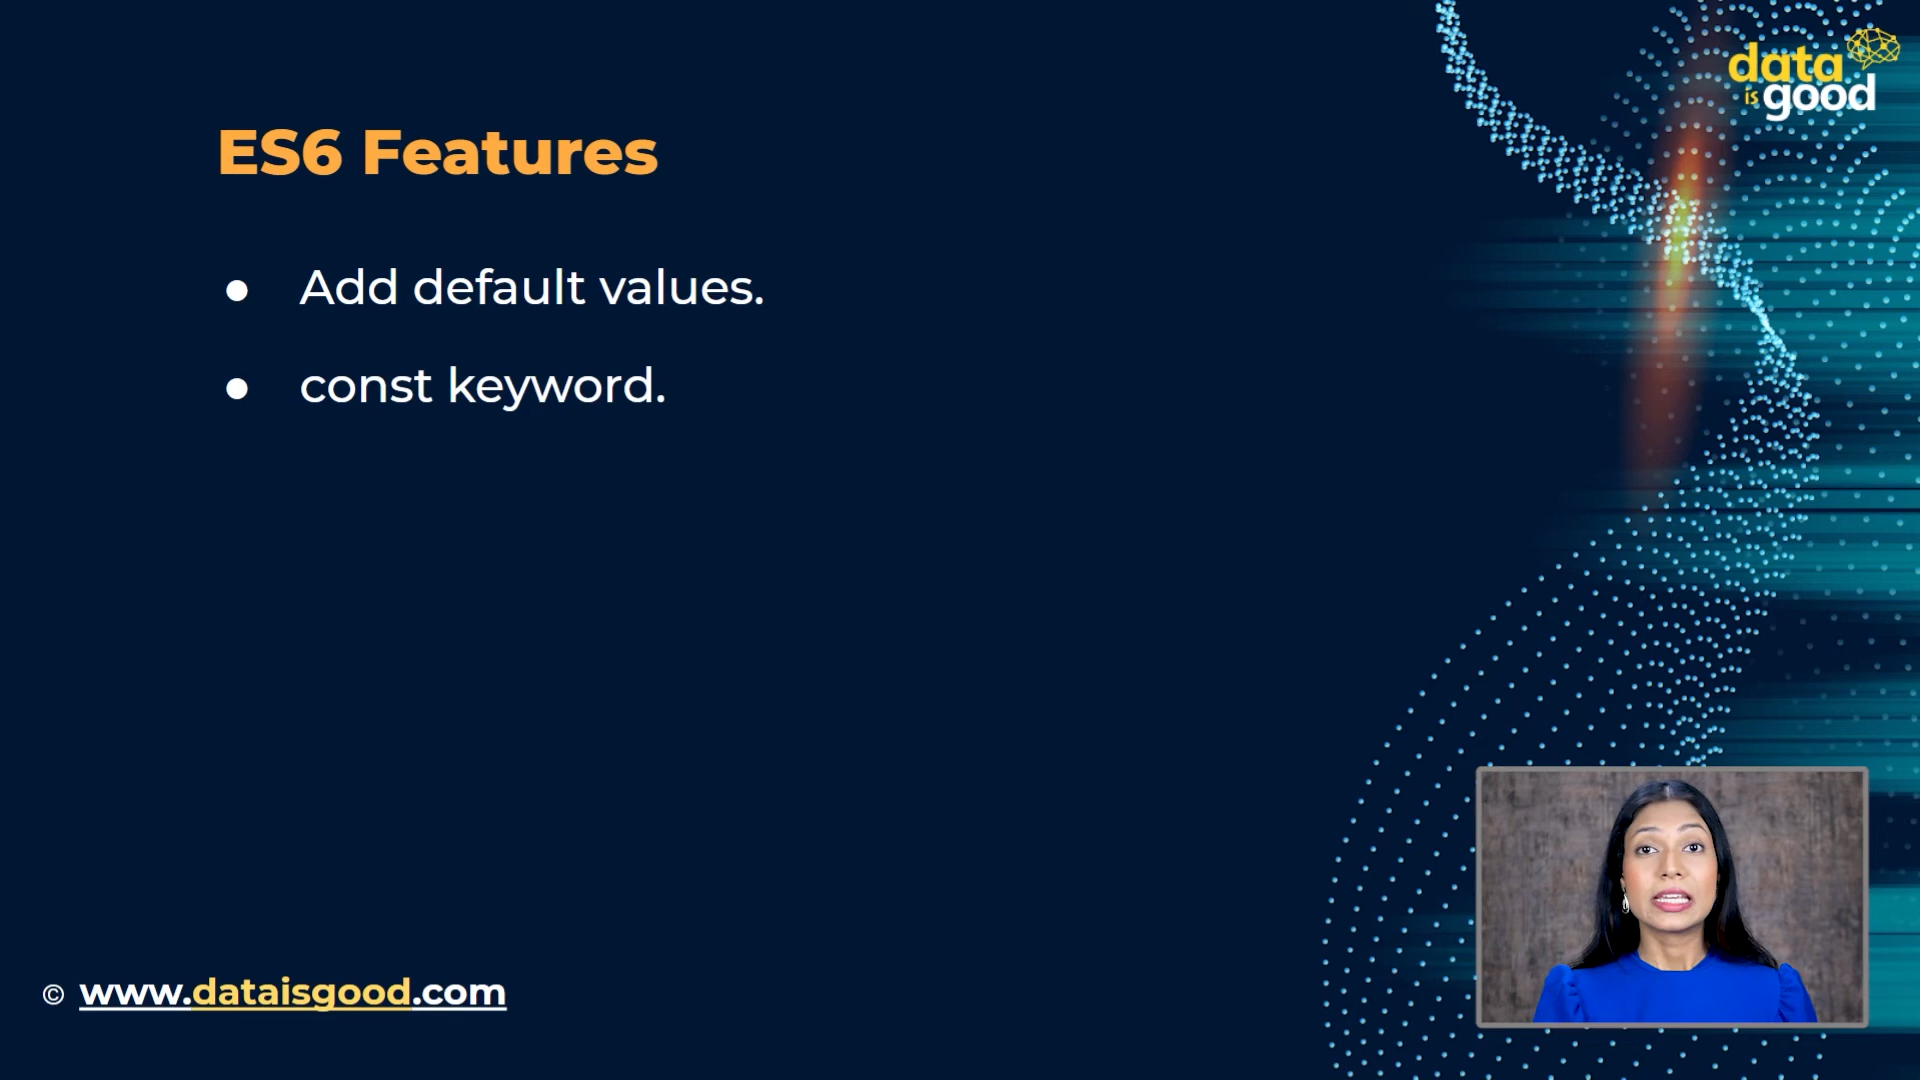 data
is good
ES6 Features
● Add default values.
● const keyword.
© www.dataisgood.com